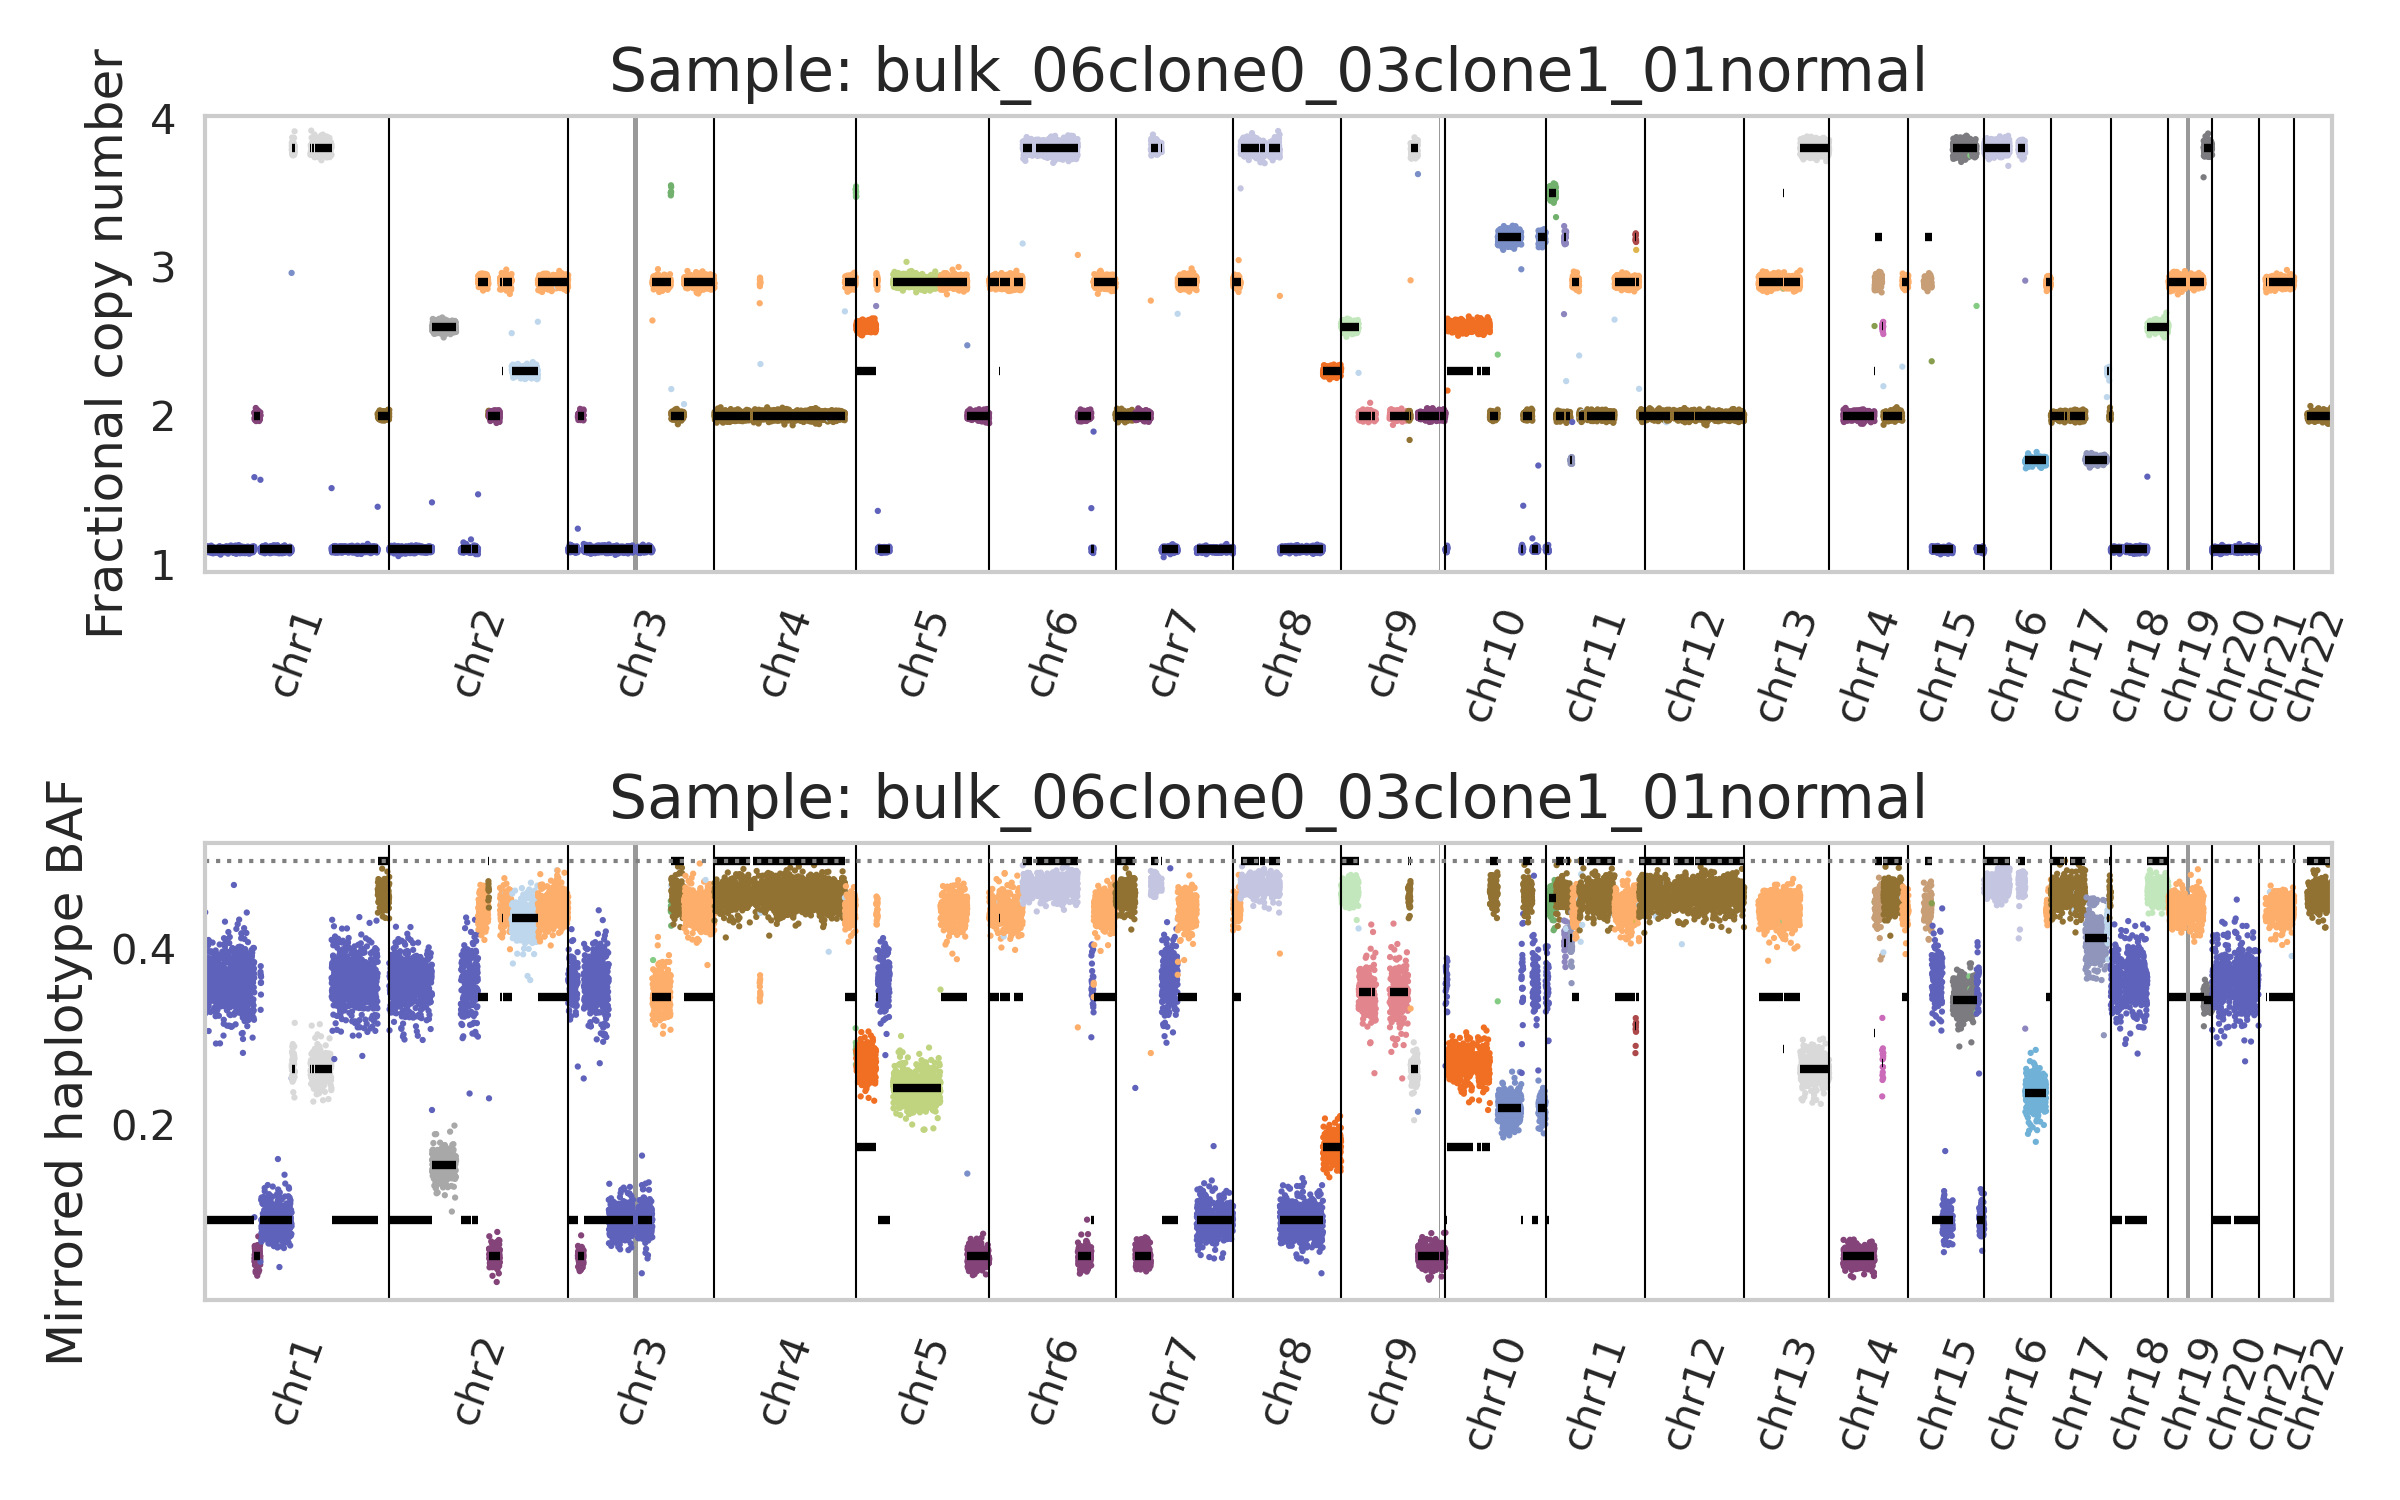 Sample: bulk_06clone0_03clone1_01normal
Fractional copy number
4
3
2
1
chr1 chr2 chr3 chr4 chr5 chr6 chr7 chr8 chr9 chr10 chr11 chr12 chr13 chr14 chr15 chr16 chr17 chr18 chr19 chr20 chr21 chr22
Sample: bulk_06clone0_03clone1_01normal
Mirrored haplotype BAF
0.4
0.2
chr1 chr2 chr3 chr4 chr5 chr6 chr7 chr8 chr9 chr10 chr11 chr12 chr13 chr14 chr15 chr16 chr17 chr18 chr19 chr20 chr21 chr22